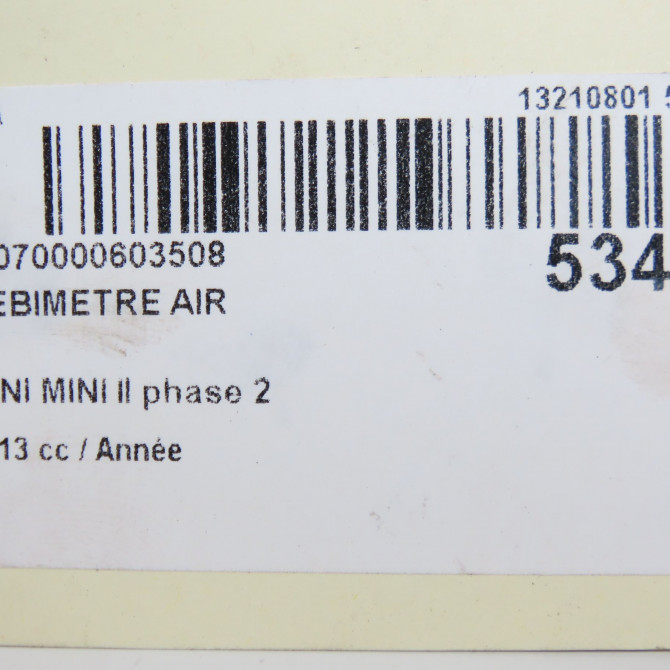 13210801 5
070000603508
534
EBIMETRE AIR
NI MINI II phase 2
13 cc / Année